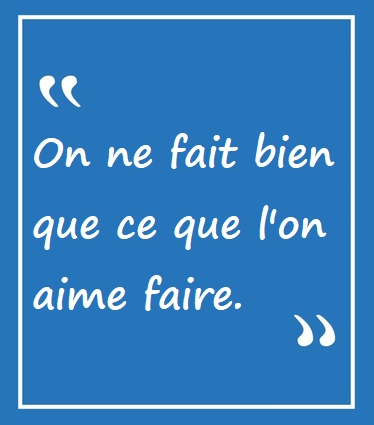 “
On ne fait bien
que ce que l'on
aime faire.
”